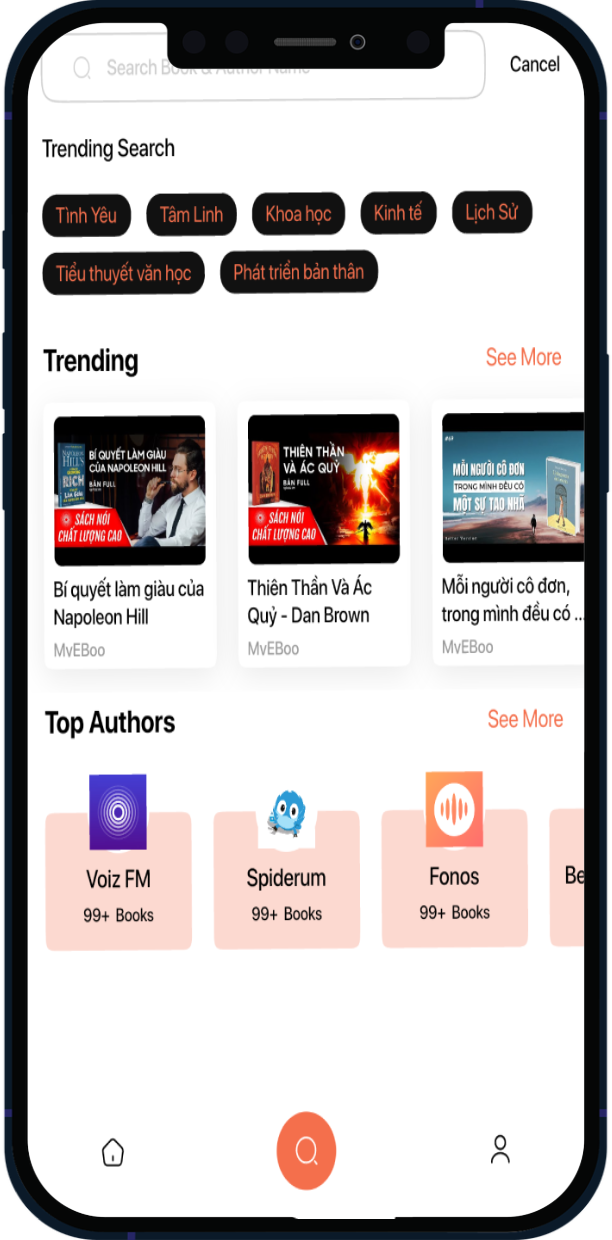 Search Book & Author Name
Cancel
Trending Search
Tình Yêu
Tâm Linh
Khoa học
Kinh tế
Lịch Sử
Tiểu thuyết văn học
Phát triển bản thân
Trending
See More
NAPOLEON
HILL'S
RICH
BÍ QUYẾT LÀM GIÀU
CỦA NAPOLEON HILL
BẢN FULL
SÁCH NÓI
CHẤT LƯỢNG CAO
THIÊN THẦN
VÀ ÁC QUỶ
BẢN FULL
SÁCH NÓI
CHẤT LƯỢNG CAO
MỖI NGƯỜI CÔ ĐƠN
TRONG MÌNH ĐỀU CÓ
MỘT SỰ TAO NHÃ
Bí quyết làm giàu của
Napoleon Hill
MvEBoo
Thiên Thần Và Ác
Quỷ - Dan Brown
MvEBoo
Mỗi người cô đơn,
trong mình đều có ...
MvEBoo
Top Authors
See More
Voiz FM
99+ Books
Spiderum
99+ Books
Fonos
99+ Books
Be